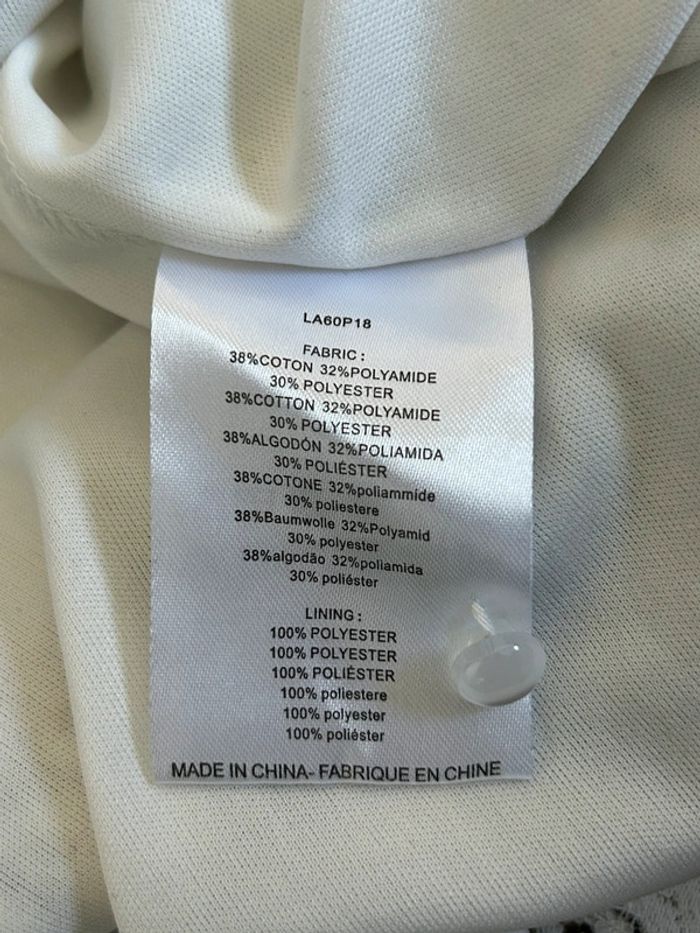 LA60P18
FABRIC :
38%COTON 32%POLYAMIDE
30% POLYESTER
38%COTTON 32%POLYAMIDE
30% POLYESTER
38%ALGODÓN 32%POLIAMIDA
30% POLIÉSTER
38%COTONE 32%poliammide
30% poliestere
38%Baumwolle 32%Polyamid
30% polyester
38%algodão 32%poliamida
30% poliéster
LINING :
100% POLYESTER
100% POLYESTER
100% POLIÉSTER
100% poliestere
100% polyester
100% poliéster
MADE IN CHINA- FABRIQUE EN CHINE